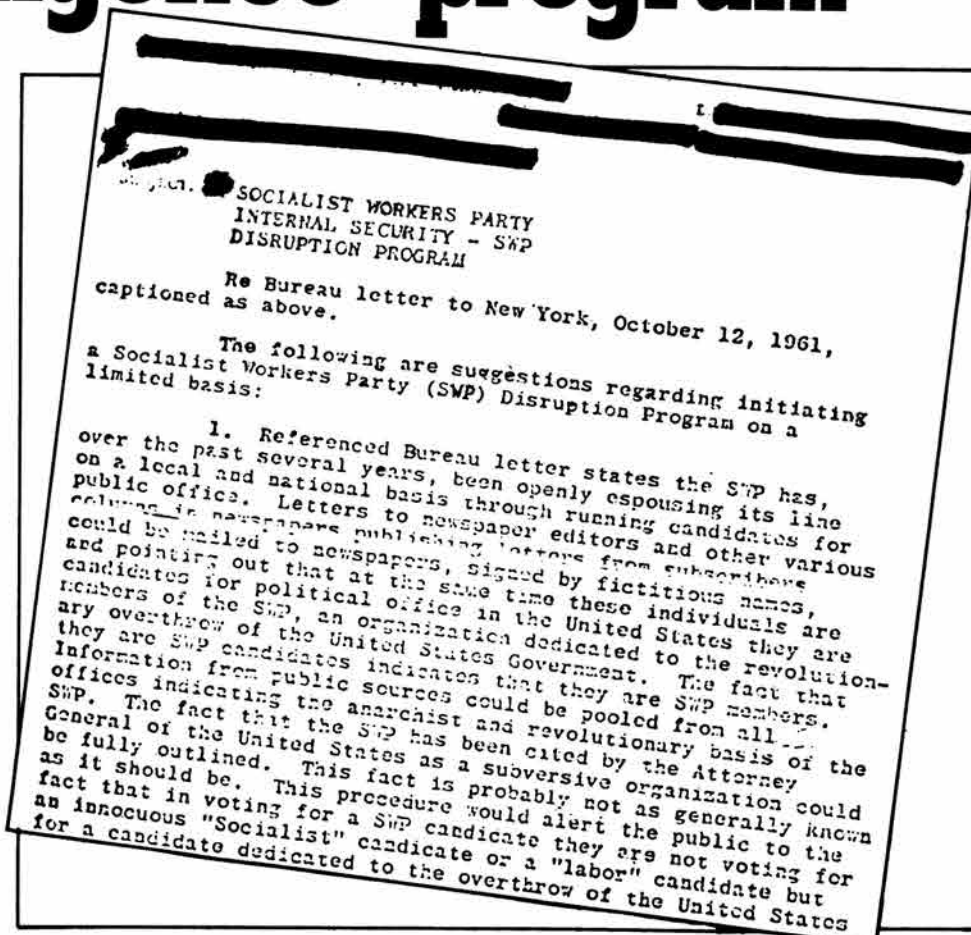 program
SOCIALIST WORKERS PARTY
INTERNAL SECURITY - SWP
DISRUPTION PROGRAM
Re Bureau letter to New York, October 12, 1961,
captioned as above.
The following are suggestions regarding initiating
a Socialist Workers Party (SWP) Disruption Program on a
limited basis:
1. Referenced Bureau letter states the SWP has,
over the past several years, been openly espousing its line
on a local and national basis through running candidates for
public office. Letters to newspaper editors and other various
columns in newspapers publishing letters from subscribers
could be mailed to newspapers, signed by fictitious names,
and pointing out that at the same time these individuals are
candidates for political office in the United States they are
members of the SWP, an organization dedicated to the revolution-
ary overthrow of the United States Government. The fact that
they are SWP candidates indicates that they are SWP members.
Information from public sources could be pooled from all
offices indicating the anarchist and revolutionary basis of the
SWP. The fact that the SWP has been cited by the Attorney
General of the United States as a subversive organization could
be fully outlined. This fact is probably not as generally known
as it should be. This procedure would alert the public to the
fact that in voting for a SWP candicate they are not voting for
an innocuous "Socialist" candicate or a "labor" candidate but
for a candidate dedicated to the overthrow of the United States